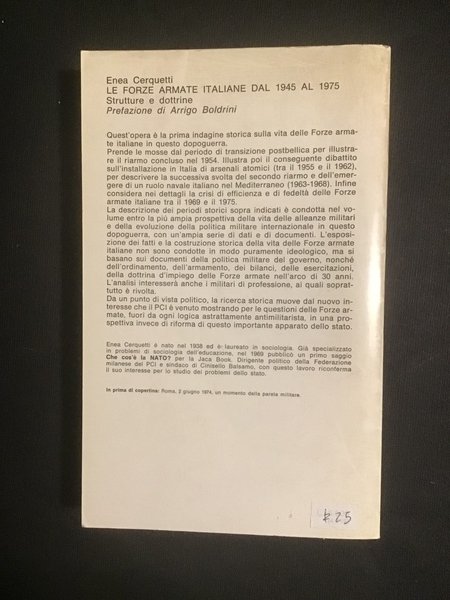 Enea Cerquetti
LE FORZE ARMATE ITALIANE DAL 1945 AL 1975
Strutture e dottrine
Prefazione di Arrigo Boldrini
Quest'opera è la prima indagine storica sulla vita delle Forze arma-
te italiane in questo dopoguerra.
Prende le mosse dal periodo di transizione postbellica per illustra-
re il riarmo concluso nel 1954. Illustra poi il conseguente dibattito
sull'installazione in Italia di arsenali atomici (tra il 1955 e il 1962),
per descrivere la successiva svolta del secondo riarmo e dell'emer-
gere di un ruolo navale italiano nel Mediterraneo (1963-1968). Infine
considera nei dettagli la crisi di efficienza e di fedeltà delle Forze
armate italiane tra il 1969 e il 1975.
La descrizione dei periodi storici sopra indicati è condotta nel vo-
lume entro la più ampia prospettiva della vita delle alleanze militari
e della evoluzione della politica militare internazionale in questo
dopoguerra, con un'ampia serie di dati e di documenti. L'esposi-
zione dei fatti e la costruzione storica della vita delle Forze armate
italiane non sono condotte in modo puramente ideologico, ma si
basano sui documenti della politica militare del governo, nonché
dell'ordinamento, dell'armamento, dei bilanci, delle esercitazioni,
della dottrina d'impiego delle Forze armate nell'arco di 30 anni.
L'analisi interesserà anche i militari di professione, ai quali soprat-
tutto è rivolta.
Da un punto di vista politico, la ricerca storica muove dal nuovo in-
teresse che il PCI è venuto mostrando per le questioni delle Forze ar-
mate, fuori da ogni logica astrattamente antimilitarista, in una pro-
spettiva invece di riforma di questo importante apparato dello stato.
Enea Cerquetti è nato nel 1938 ed è laureato in sociologia. Già specializzato
in problemi di sociologia dell'educazione, nel 1969 pubblicò un primo saggio
Che cos'è la NATO? per la Jaca Book. Dirigente politico della Federazione
milanese del PCI e sindaco di Cinisello Balsamo, con questo lavoro riconferma
il suo interesse per lo studio dei problemi dello stato.
In prima di copertina: Roma, 2 giugno 1974, un momento della parata militare.